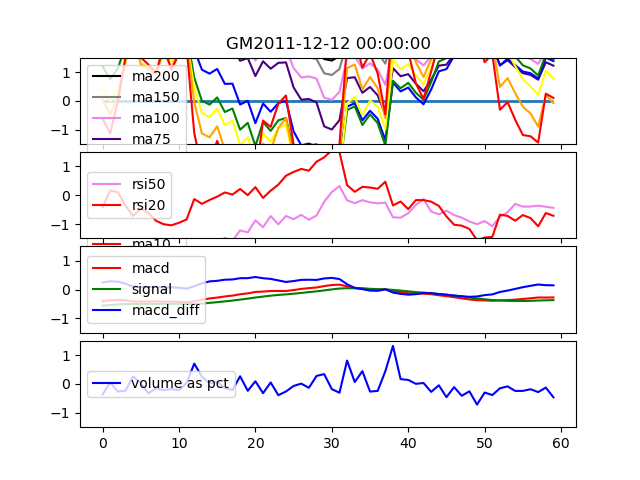 GM2011-12-12 00:00:00
1
0
−1
ma200
ma150
ma100
ma75
1
0
−1
rsi50
rsi20
ma10
1
0
−1
macd
signal
macd_diff
1
0
−1
volume as pct
0 10 20 30 40 50 60